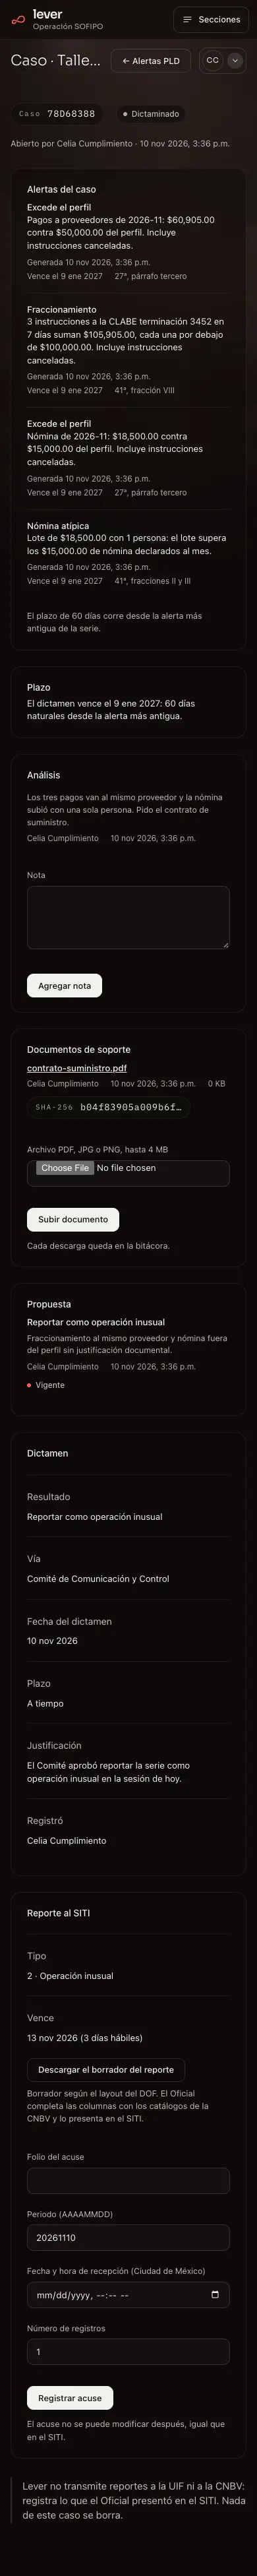 lever
Operación SOFIPO
Secciones
Caso · Talle...
← Alertas PLD
CC
Caso 78D68388
Dictaminado
Abierto por Celia Cumplimiento · 10 nov 2026, 3:36 p.m.
Alertas del caso
Excede el perfil
Pagos a proveedores de 2026-11: $60,905.00
contra $50,000.00 del perfil. Incluye
instrucciones canceladas.
Generada 10 nov 2026, 3:36 p.m.
Vence el 9 ene 2027 27ª, párrafo tercero
Fraccionamiento
3 instrucciones a la CLABE terminación 3452 en
7 días suman $105,905.00, cada una por debajo
de $100,000.00. Incluye instrucciones
canceladas.
Generada 10 nov 2026, 3:36 p.m.
Vence el 9 ene 2027 41ª, fracción VIII
Excede el perfil
Nómina de 2026-11: $18,500.00 contra
$15,000.00 del perfil. Incluye instrucciones
canceladas.
Generada 10 nov 2026, 3:36 p.m.
Vence el 9 ene 2027 27ª, párrafo tercero
Nómina atípica
Lote de $18,500.00 con 1 persona: el lote supera
los $15,000.00 de nómina declarados al mes.
Generada 10 nov 2026, 3:36 p.m.
Vence el 9 ene 2027 41ª, fracciones II y III
El plazo de 60 días corre desde la alerta más
antigua de la serie.
Plazo
El dictamen vence el 9 ene 2027: 60 días
naturales desde la alerta más antigua.
Análisis
Los tres pagos van al mismo proveedor y la nómina
subió con una sola persona. Pido el contrato de
suministro.
Celia Cumplimiento 10 nov 2026, 3:36 p.m.
Nota
Agregar nota
Documentos de soporte
contrato-suministro.pdf
Celia Cumplimiento 10 nov 2026, 3:36 p.m. 0 KB
SHA-256 b04f83905a009b6f…
Archivo PDF, JPG o PNG, hasta 4 MB
Choose File No file chosen
Subir documento
Cada descarga queda en la bitácora.
Propuesta
Reportar como operación inusual
Fraccionamiento al mismo proveedor y nómina fuera
del perfil sin justificación documental.
Celia Cumplimiento 10 nov 2026, 3:36 p.m.
Vigente
Dictamen
Resultado
Reportar como operación inusual
Vía
Comité de Comunicación y Control
Fecha del dictamen
10 nov 2026
Plazo
A tiempo
Justificación
El Comité aprobó reportar la serie como
operación inusual en la sesión de hoy.
Registró
Celia Cumplimiento
Reporte al SITI
Tipo
2 · Operación inusual
Vence
13 nov 2026 (3 días hábiles)
Descargar el borrador del reporte
Borrador según el layout del DOF. El Oficial
completa las columnas con los catálogos de la
CNBV y lo presenta en el SITI.
Folio del acuse
Periodo (AAAAMMDD)
20261110
Fecha y hora de recepción (Ciudad de México)
mm/dd/yyyy, --:-- --
Número de registros
1
Registrar acuse
El acuse no se puede modificar después, igual que
en el SITI.
Lever no transmite reportes a la UIF ni a la CNBV:
registra lo que el Oficial presentó en el SITI. Nada
de este caso se borra.